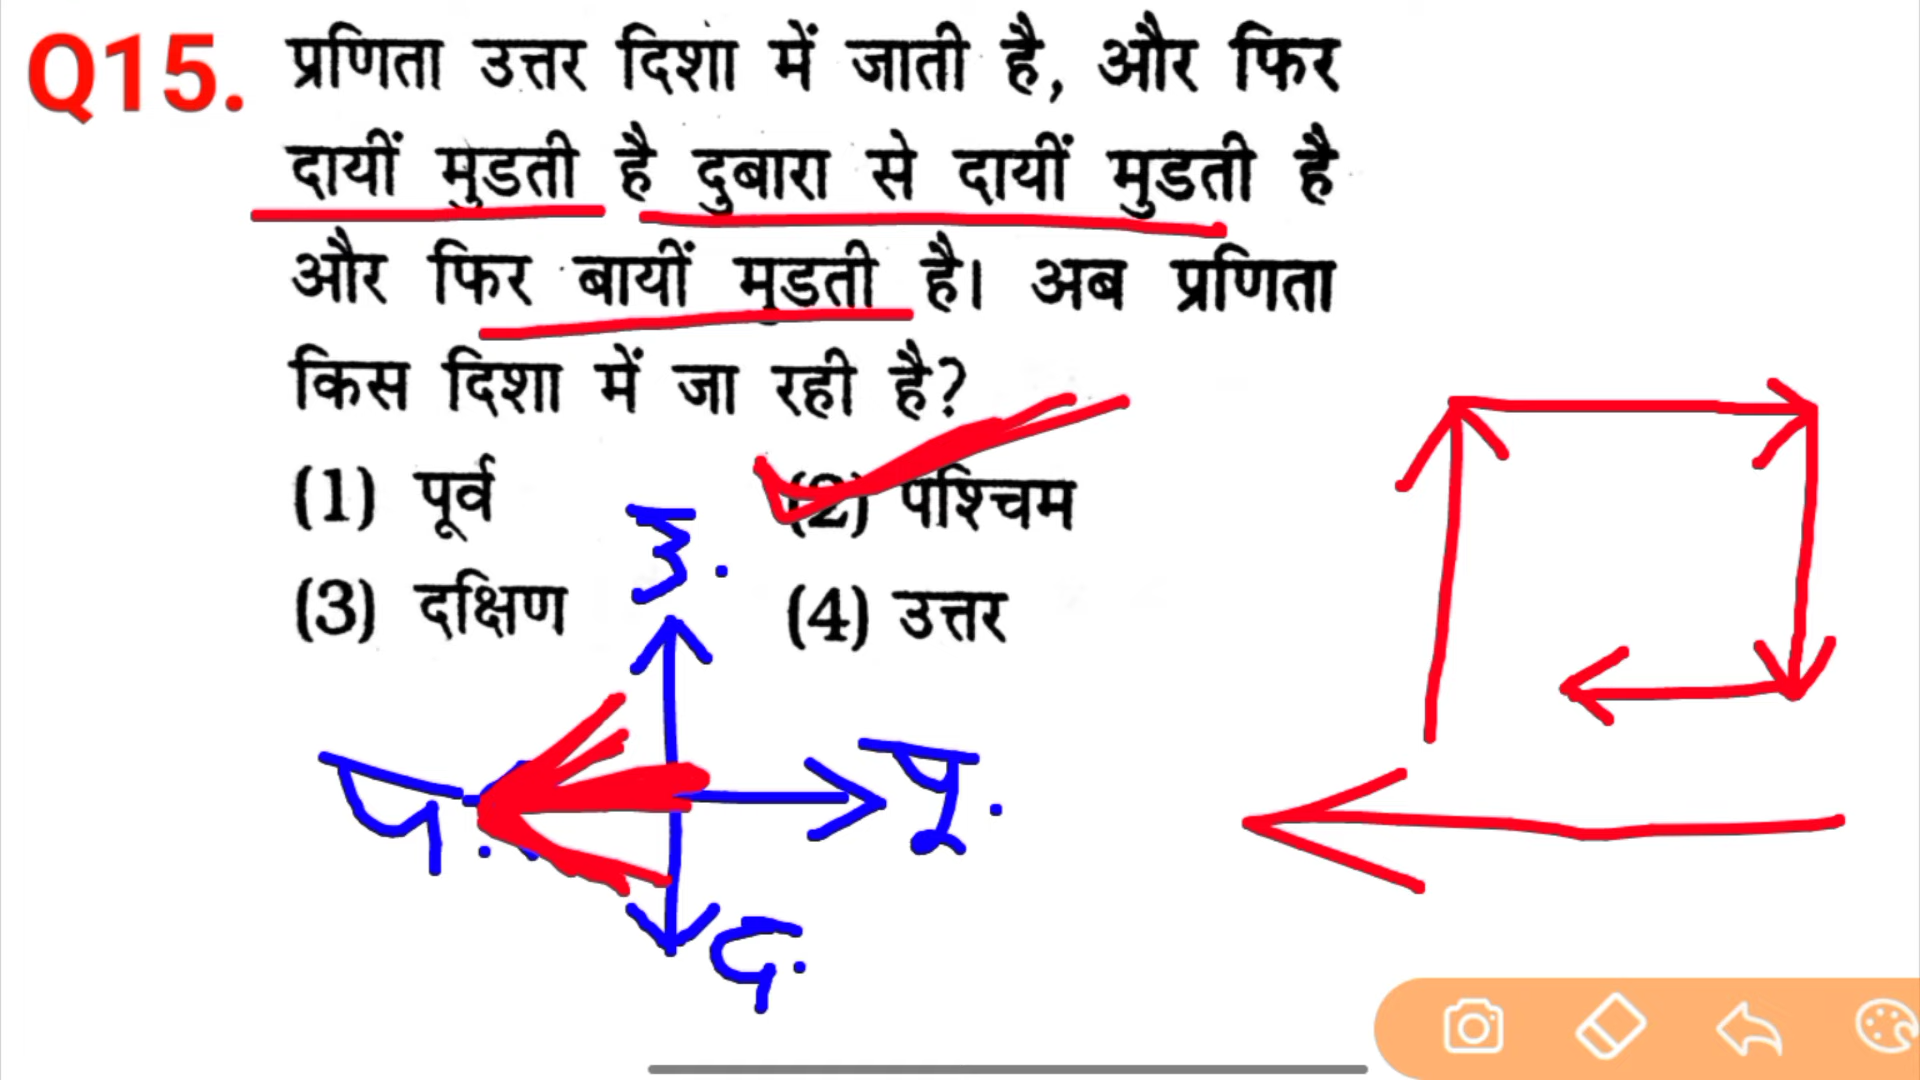 Q15. प्रणिता उत्तर दिशा में जाती है, और फिर
दायीं मुडती है दुबारा से दायीं मुडती है
और फिर बायीं मुडती है। अब प्रणिता
किस दिशा में जा रही है?
(1) पूर्व (2) पश्चिम
(3) दक्षिण (4) उत्तर
उ.
प. पू.
द.